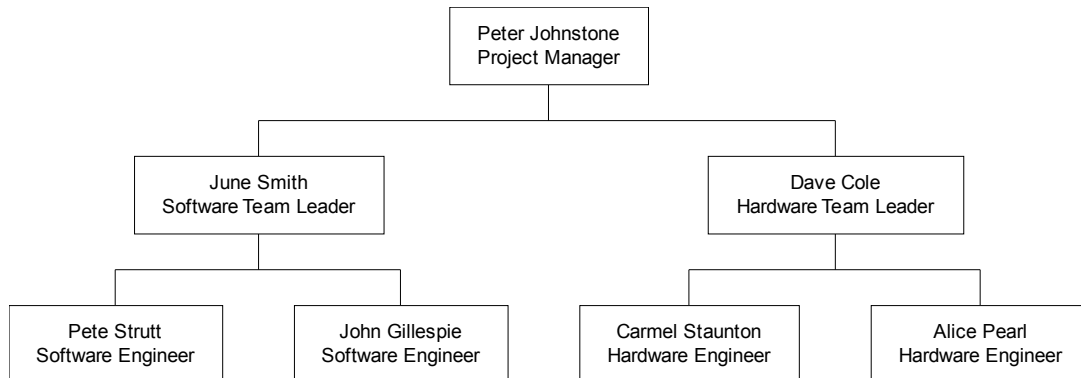 Peter Johnstone
Project Manager
June Smith
Software Team Leader
Dave Cole
Hardware Team Leader
Pete Strutt
Software Engineer
John Gillespie
Software Engineer
Carmel Staunton
Hardware Engineer
Alice Pearl
Hardware Engineer